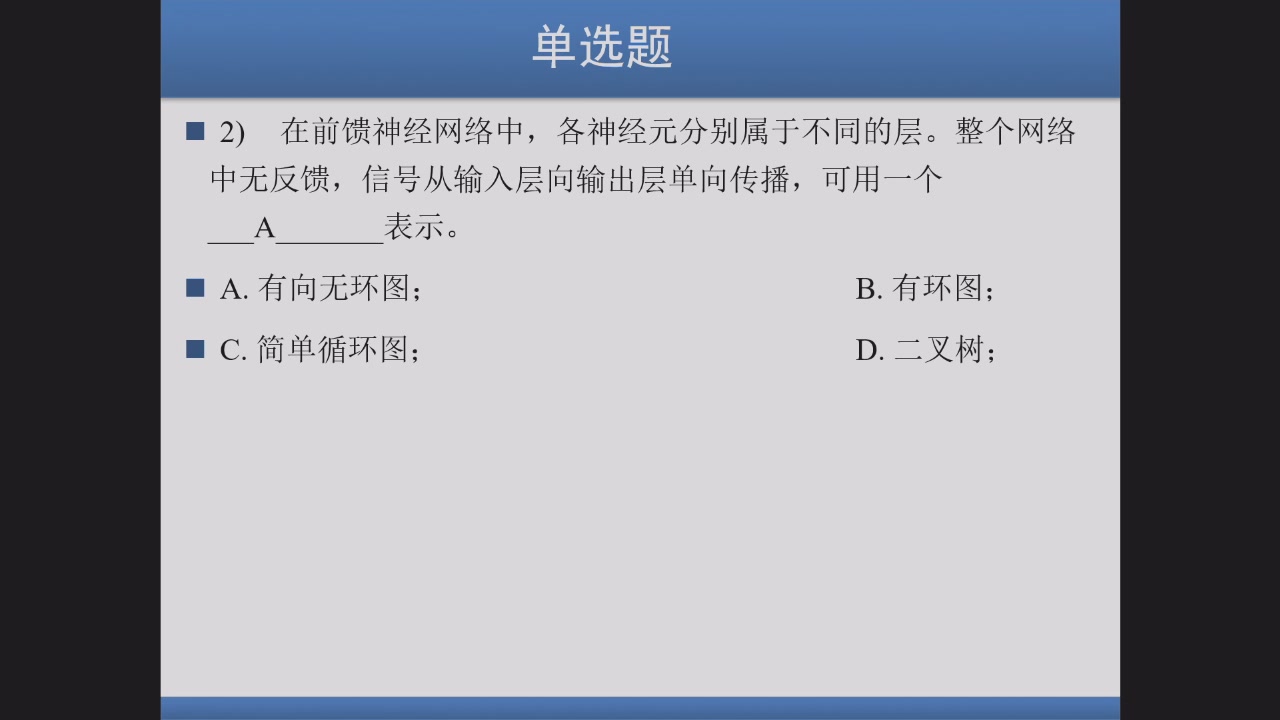 单选题
2) 在前馈神经网络中，各神经元分别属于不同的层。整个网络
中无反馈，信号从输入层向输出层单向传播，可用一个
___A_______表示。
A. 有向无环图； B. 有环图；
C. 简单循环图； D. 二叉树；